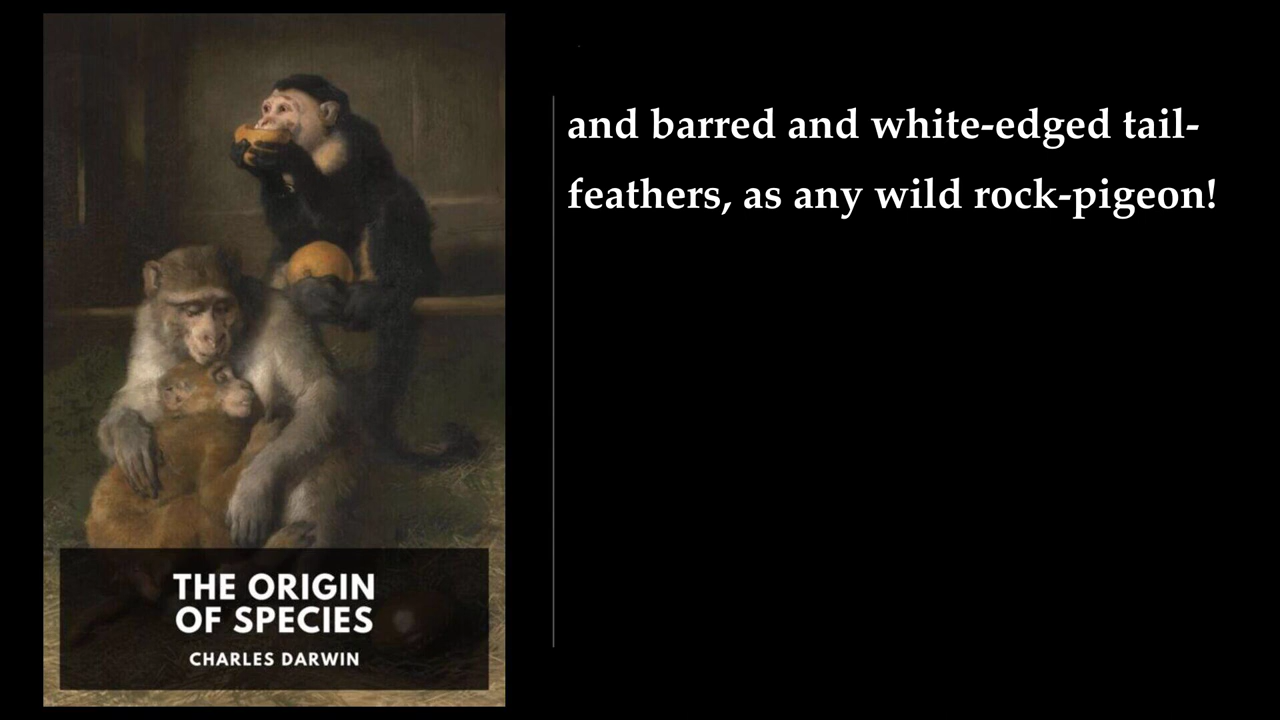 and barred and white-edged tail-
feathers, as any wild rock-pigeon!
THE ORIGIN
OF SPECIES
CHARLES DARWIN